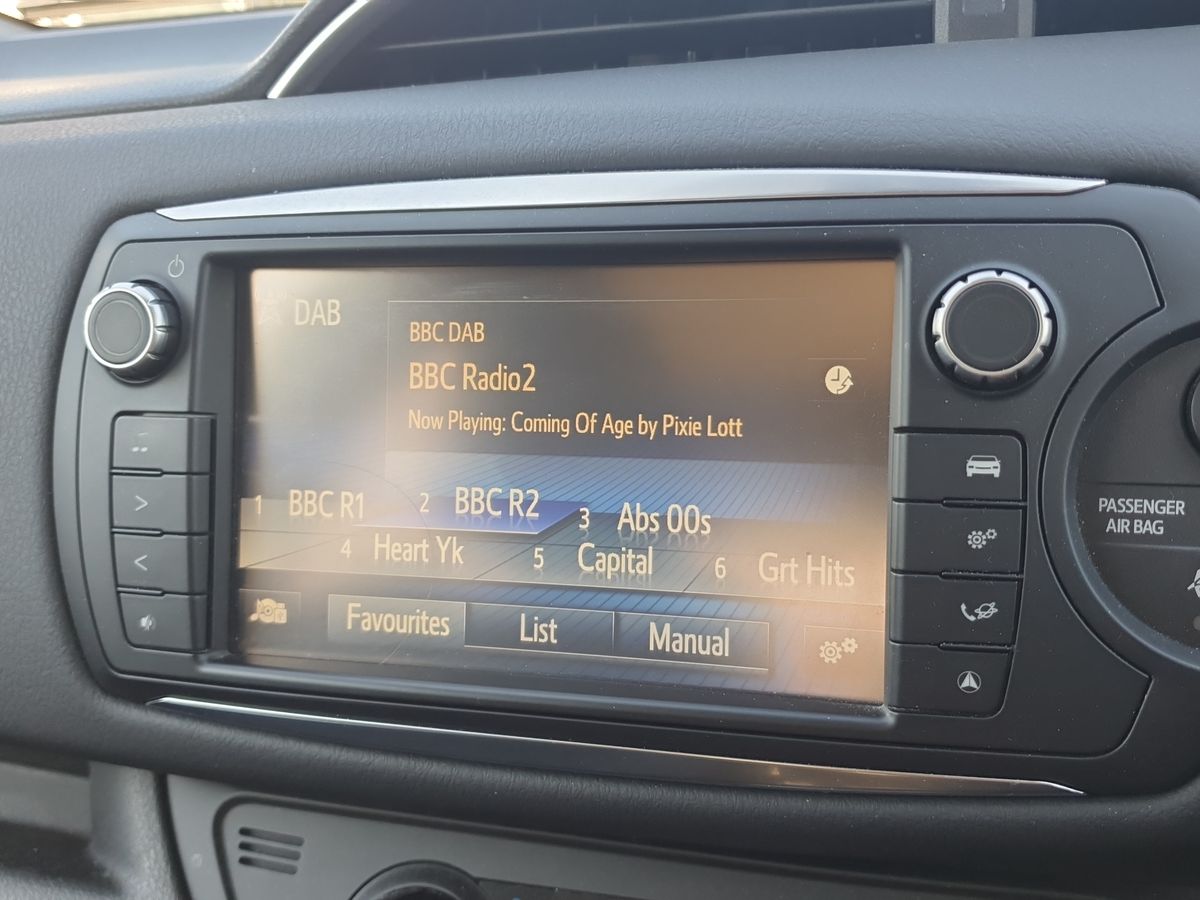 DAB
BBC DAB
BBC Radio2
Now Playing: Coming Of Age by Pixie Lott
1 BBC R1 2 BBC R2 3 Abs 00s
4 Heart Yk 5 Capital 6 Grt Hits
Favourites List Manual
PASSENGER
AIR BAG